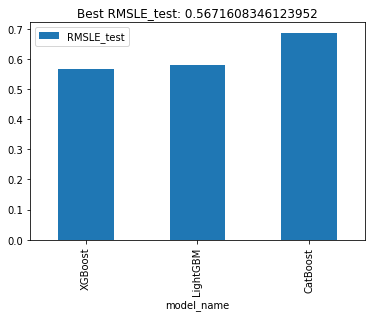 Best RMSLE_test: 0.5671608346123952
RMSLE_test
0.7
0.6
0.5
0.4
0.3
0.2
0.1
0.0
XGBoost
LightGBM
CatBoost
model_name